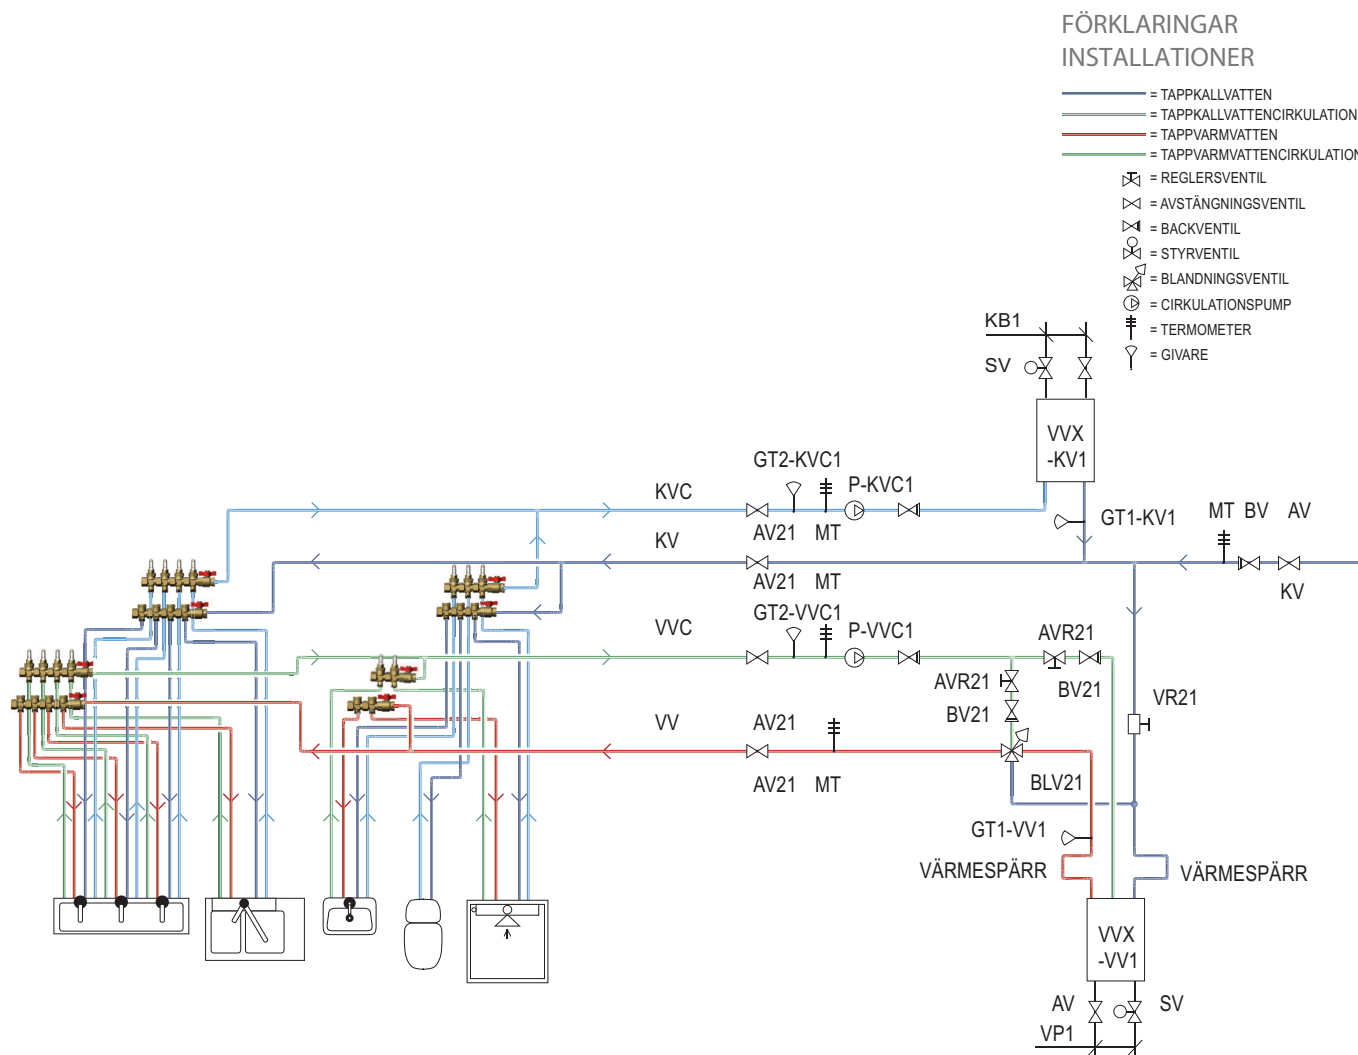 FÖRKLARINGAR
INSTALLATIONER
= TAPPKALLVATTEN
= TAPPKALLVATTENCIRKULATION
= TAPPVARMVATTEN
= TAPPVARMVATTENCIRKULATION
= REGLERSVENTIL
= AVSTÄNGNINGSVENTIL
= BACKVENTIL
= STYRVENTIL
= BLANDNINGSVENTIL
= CIRKULATIONSPUMP
= TERMOMETER
= GIVARE
KB1
SV
VVX
-KV1
GT2-KVC1
KVC
P-KVC1
GT1-KV1
MT BV AV
AV21 MT
KV
AV21 MT
KV
GT2-VVC1
VVC
P-VVC1
AVR21
AVR21
BV21
VR21
BV21
VV
AV21
AV21 MT
BLV21
GT1-VV1
VÄRMESPÄRR
VÄRMESPÄRR
VVX
-VV1
AV
SV
VP1